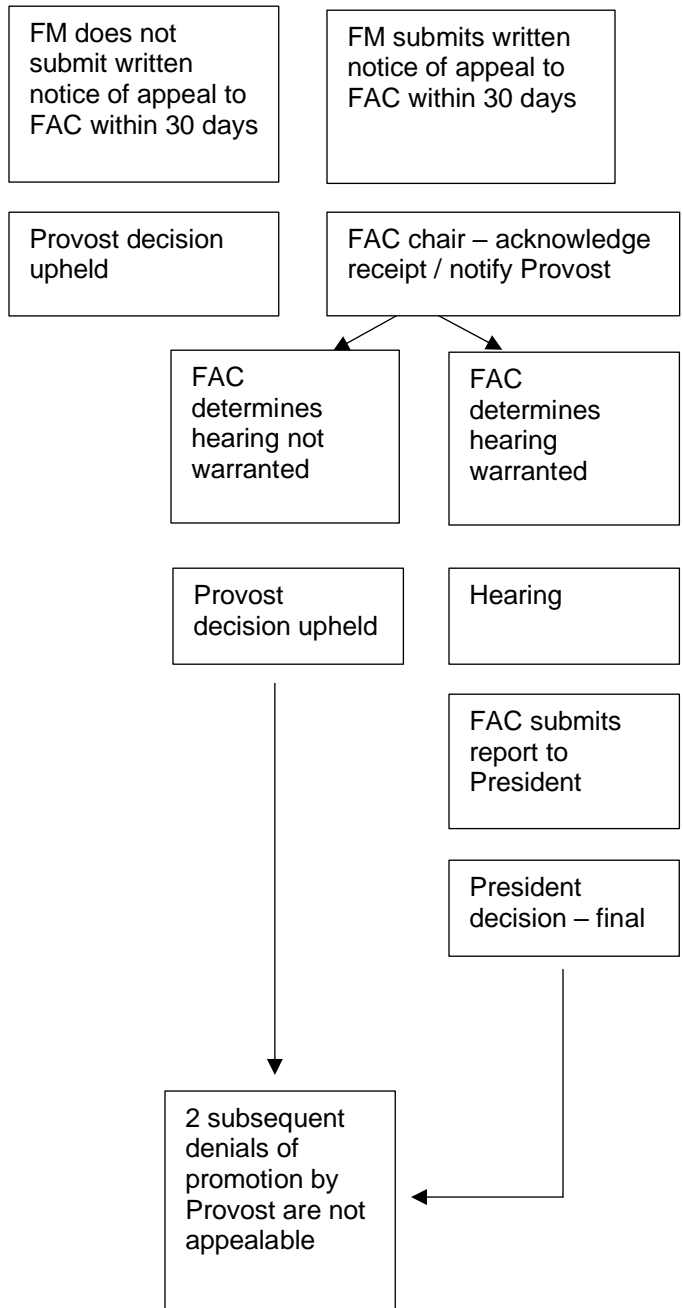 FM does not
submit written
notice of appeal to
FAC within 30 days
FM submits written
notice of appeal to
FAC within 30 days
Provost decision
upheld
FAC chair – acknowledge
receipt / notify Provost
FAC
determines
hearing not
warranted
FAC
determines
hearing
warranted
Provost
decision upheld
Hearing
FAC submits
report to
President
President
decision – final
2 subsequent
denials of
promotion by
Provost are not
appealable